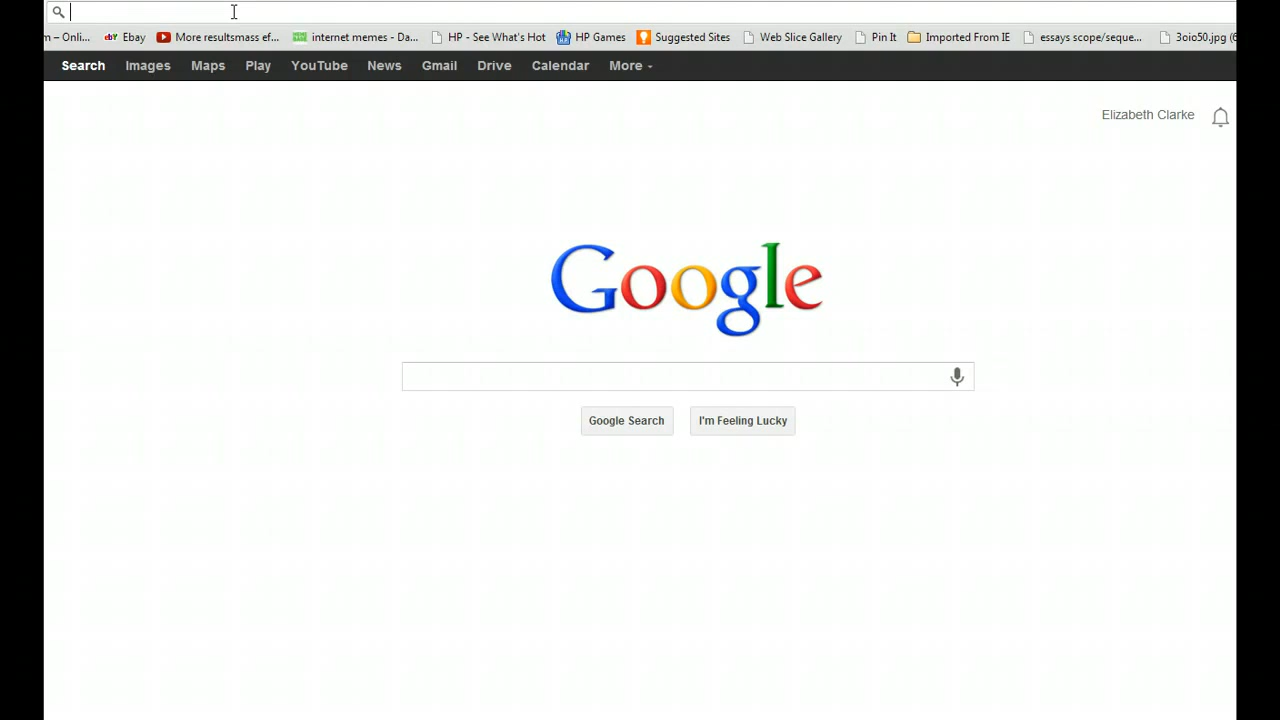 m – Onli... Ebay More resultsmass ef... internet memes - Da... HP - See What's Hot HP Games Suggested Sites Web Slice Gallery Pin It Imported From IE essays scope/seque... 3oio50.jpg (6
Search Images Maps Play YouTube News Gmail Drive Calendar More
Elizabeth Clarke
Google
Google Search I'm Feeling Lucky